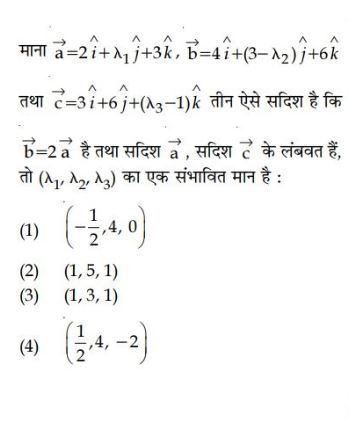 माना $\vec{a}=2\hat{i}+\lambda_1\hat{j}+3\hat{k}$, $\vec{b}=4\hat{i}+(3-\lambda_2)\hat{j}+6\hat{k}$
तथा $\vec{c}=3\hat{i}+6\hat{j}+(\lambda_3-1)\hat{k}$ तीन ऐसे सदिश है कि
$\vec{b}=2\vec{a}$ है तथा सदिश $\vec{a}$, सदिश $\vec{c}$ के लंबवत हैं,
तो $(\lambda_1, \lambda_2, \lambda_3)$ का एक संभावित मान है :
(1) $\left(-\frac{1}{2}, 4, 0\right)$
(2) (1, 5, 1)
(3) (1, 3, 1)
(4) $\left(\frac{1}{2}, 4, -2\right)$